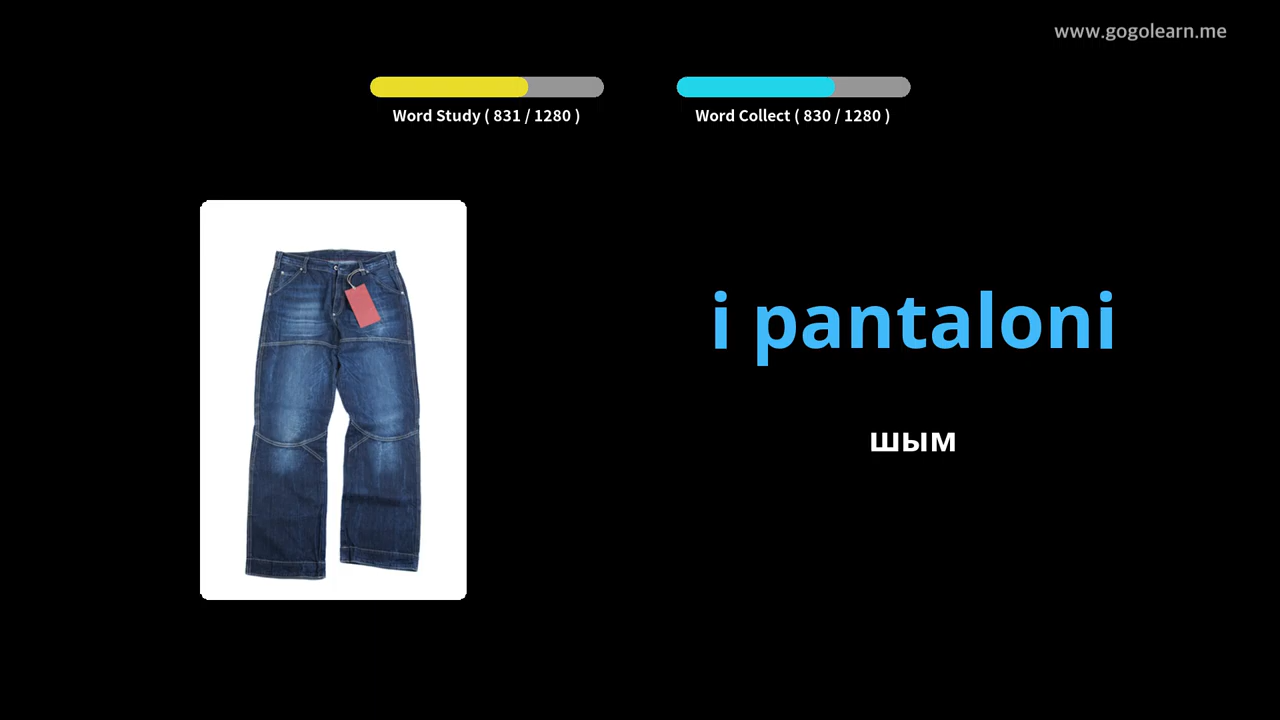 www.gogolearn.me
Word Study ( 831 / 1280 )
Word Collect ( 830 / 1280 )
i pantaloni
шым